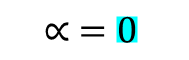 ∝ = 0